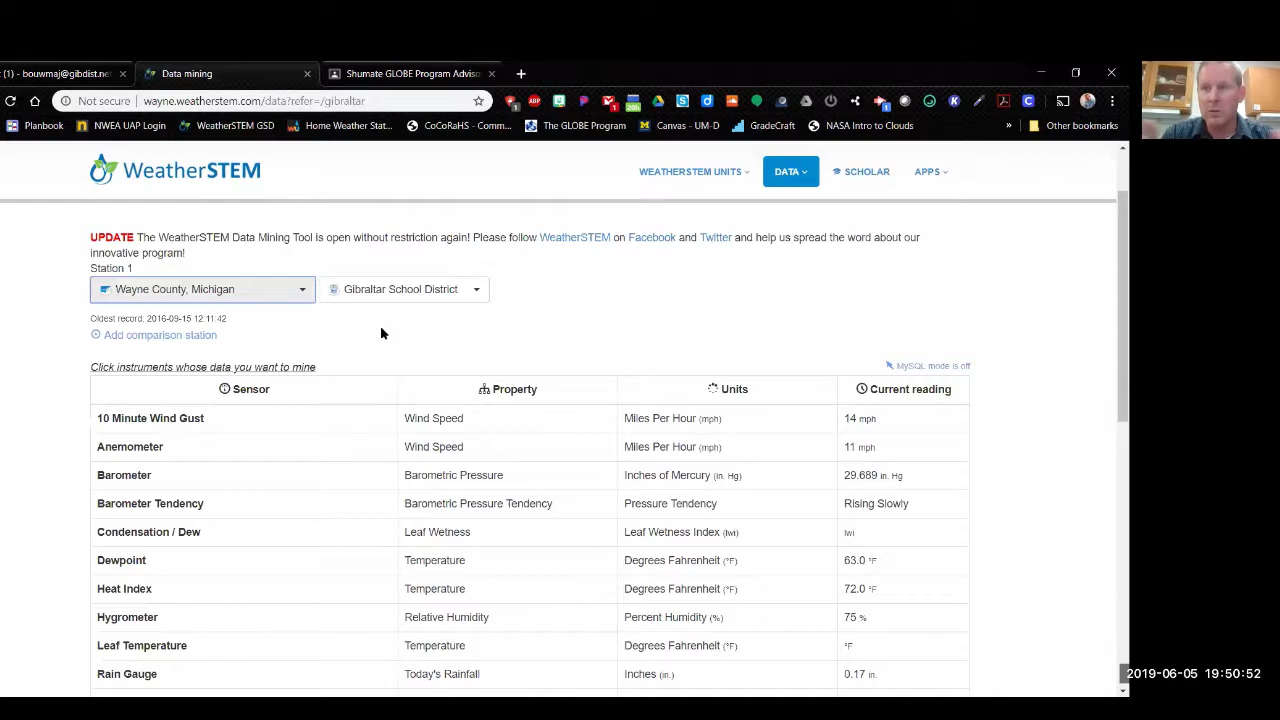 (1) - bouwmaj@gibdist.net
Data mining
Shumate GLOBE Program Adviso
Not secure wayne.weatherstem.com/data?refer=/gibraltar
Planbook NWEA UAP Login WeatherSTEM GSD Home Weather Stat... CoCoRaHS - Comm... The GLOBE Program Canvas - UM-D GradeCraft NASA Intro to Clouds » Other bookmarks
WeatherSTEM
WEATHERSTEM UNITS DATA SCHOLAR APPS
UPDATE The WeatherSTEM Data Mining Tool is open without restriction again! Please follow WeatherSTEM on Facebook and Twitter and help us spread the word about our
innovative program!
Station 1
Wayne County, Michigan Gibraltar School District
Oldest record: 2016-09-15 12:11:42
Add comparison station
Click instruments whose data you want to mine MySQL mode is off
Sensor Property Units Current reading
10 Minute Wind Gust Wind Speed Miles Per Hour (mph) 14 mph
Anemometer Wind Speed Miles Per Hour (mph) 11 mph
Barometer Barometric Pressure Inches of Mercury (in. Hg) 29.689 in. Hg
Barometer Tendency Barometric Pressure Tendency Pressure Tendency Rising Slowly
Condensation / Dew Leaf Wetness Leaf Wetness Index (lwi) lwi
Dewpoint Temperature Degrees Fahrenheit (°F) 63.0 °F
Heat Index Temperature Degrees Fahrenheit (°F) 72.0 °F
Hygrometer Relative Humidity Percent Humidity (%) 75 %
Leaf Temperature Temperature Degrees Fahrenheit (°F) °F
Rain Gauge Today's Rainfall Inches (in.) 0.17 in.
2019-06-05 19:50:52